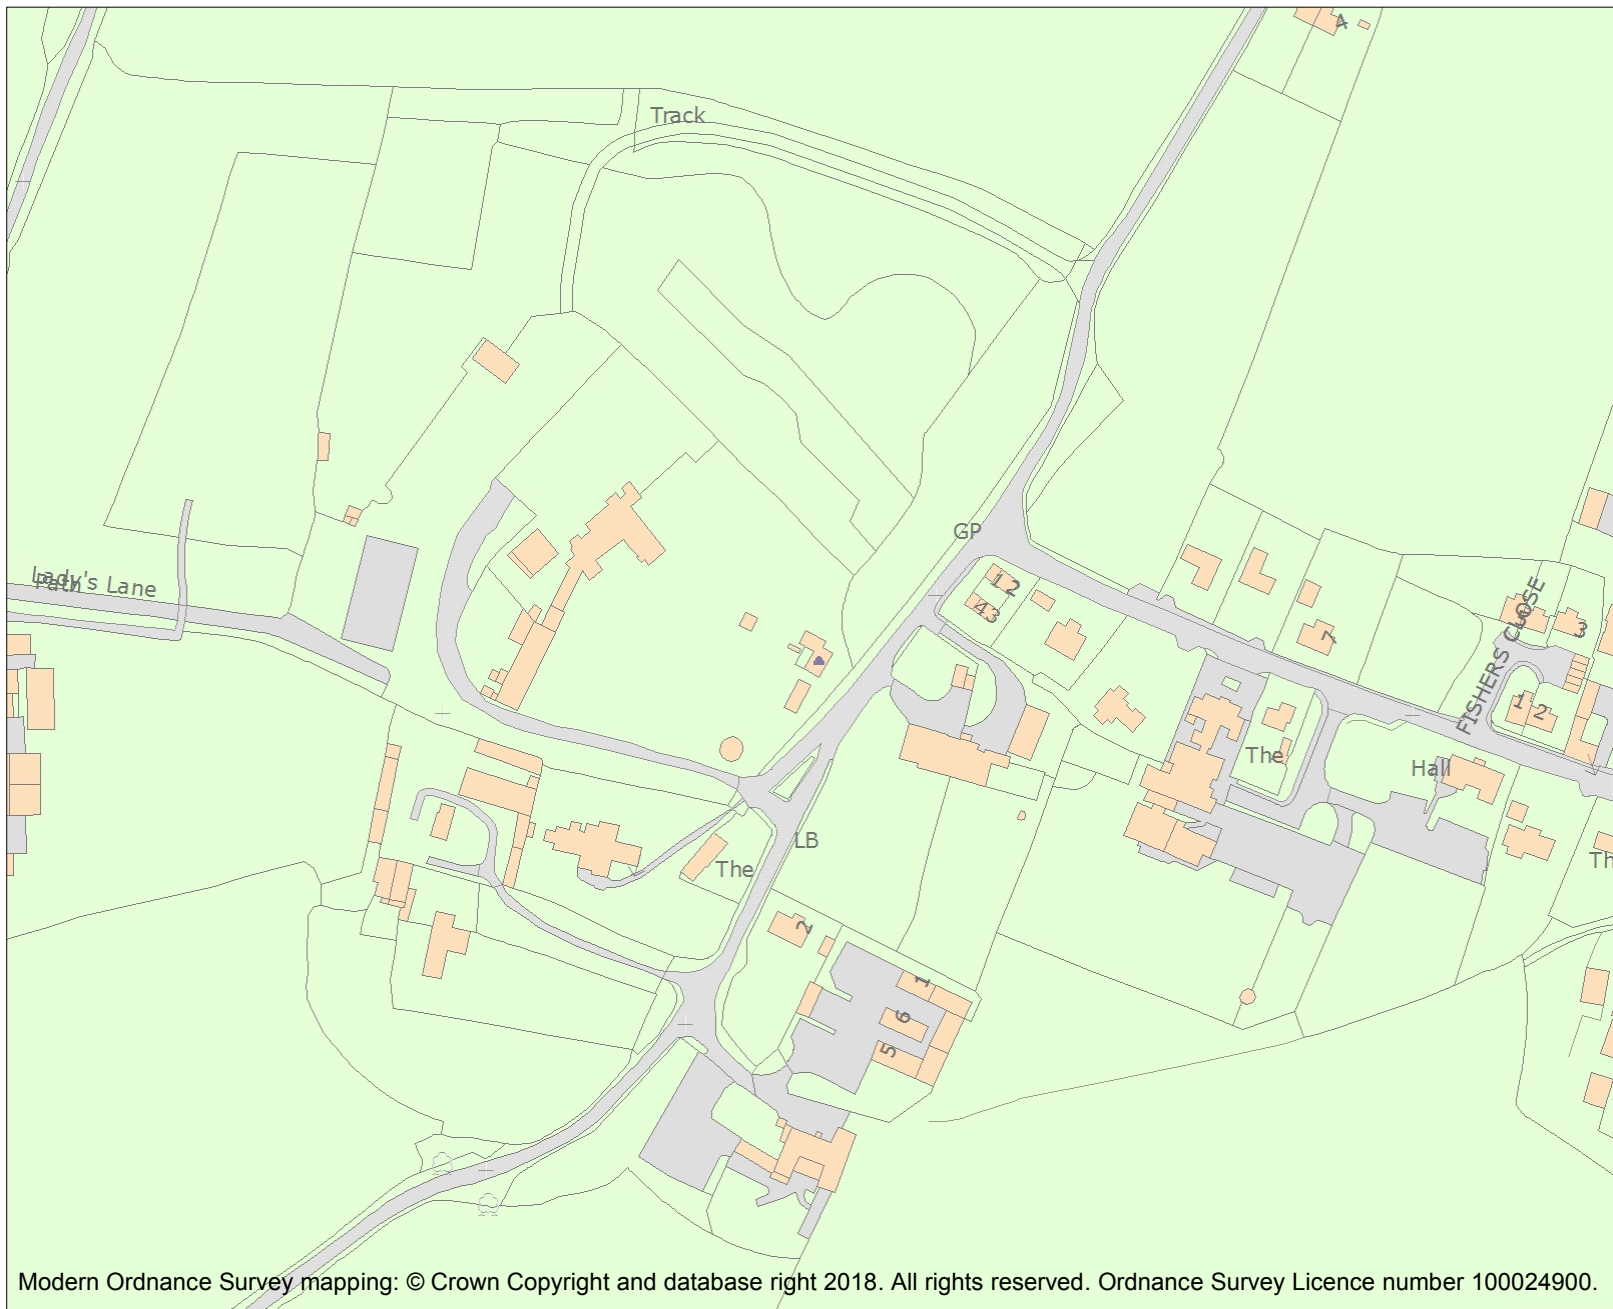 4
Track
GP
1 2
43
7
Lady's Lane
Path
FISHERS CLOSE
3
1 2
The
Hall
LB
The
Th
2
1
6
5
Modern Ordnance Survey mapping: © Crown Copyright and database right 2018. All rights reserved. Ordnance Survey Licence number 100024900.